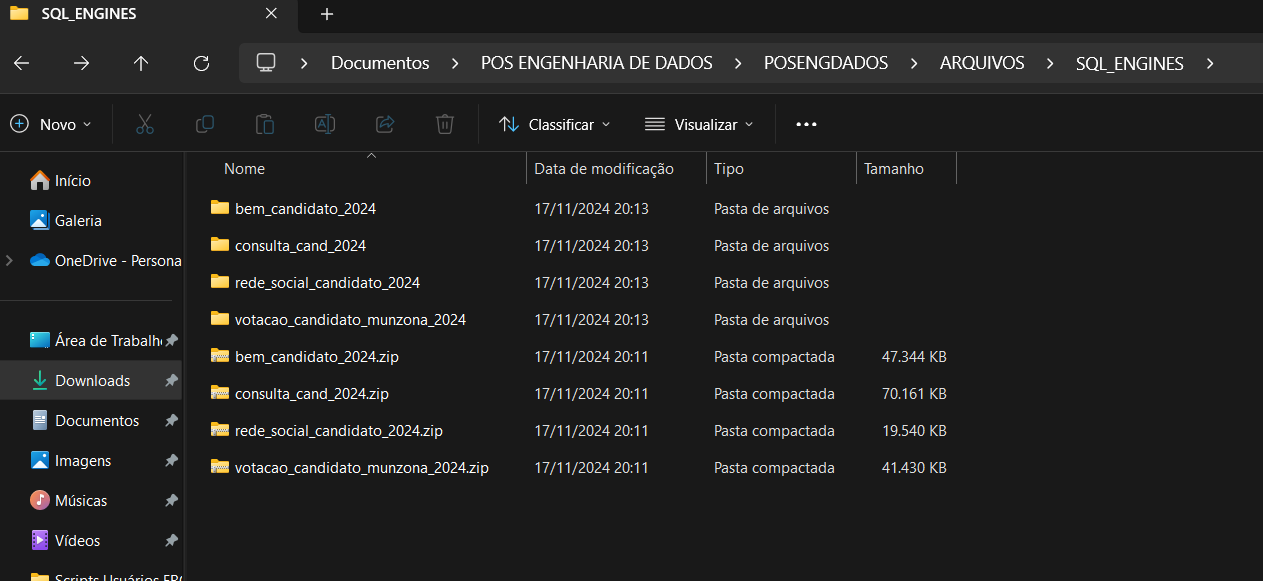 SQL_ENGINES
Documentos > POS ENGENHARIA DE DADOS > POSENGDADOS > ARQUIVOS > SQL_ENGINES >
Novo Classificar Visualizar
Nome Data de modificação Tipo Tamanho
Início
Galeria
OneDrive - Persona
Área de Trabalh
Downloads
Documentos
Imagens
Músicas
Vídeos
Scripts Usuários
bem_candidato_2024 17/11/2024 20:13 Pasta de arquivos
consulta_cand_2024 17/11/2024 20:13 Pasta de arquivos
rede_social_candidato_2024 17/11/2024 20:13 Pasta de arquivos
votacao_candidato_munzona_2024 17/11/2024 20:13 Pasta de arquivos
bem_candidato_2024.zip 17/11/2024 20:11 Pasta compactada 47.344 KB
consulta_cand_2024.zip 17/11/2024 20:11 Pasta compactada 70.161 KB
rede_social_candidato_2024.zip 17/11/2024 20:11 Pasta compactada 19.540 KB
votacao_candidato_munzona_2024.zip 17/11/2024 20:11 Pasta compactada 41.430 KB